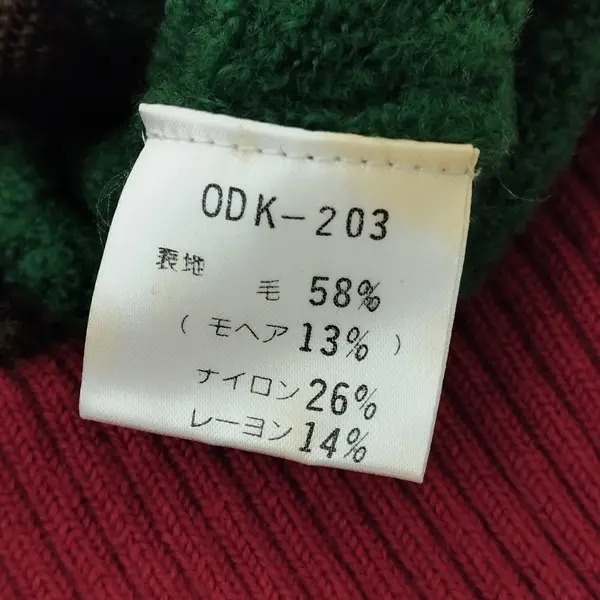 ODK-203
表地
毛 58%
( モヘア 13% )
ナイロン 26%
レーヨン 14%